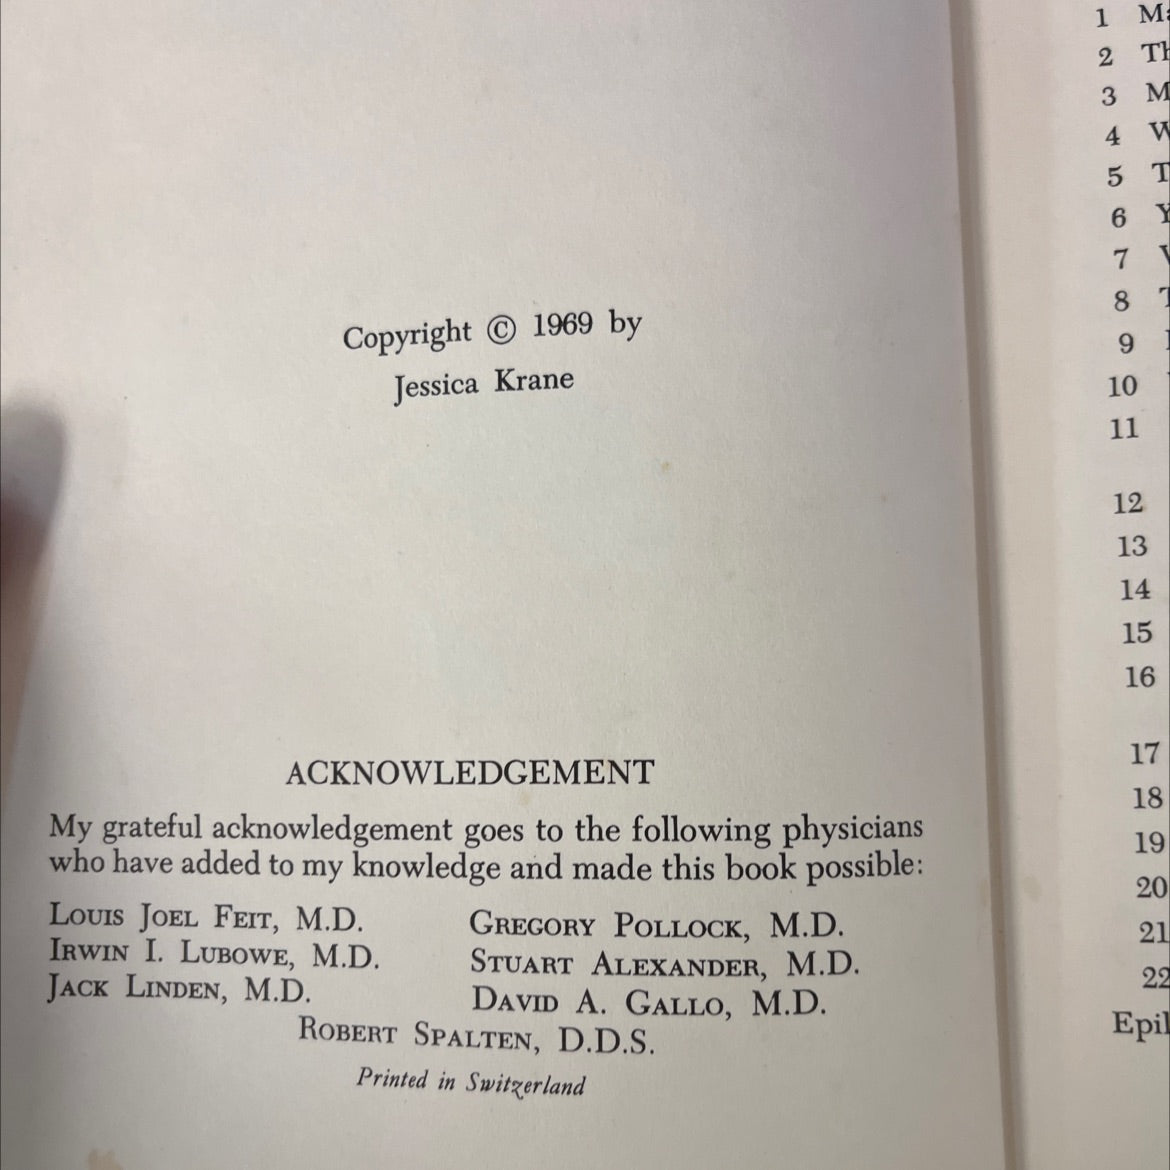 Copyright © 1969 by
Jessica Krane
ACKNOWLEDGEMENT
My grateful acknowledgement goes to the following physicians
who have added to my knowledge and made this book possible:
LOUIS JOEL FEIT, M.D.
IRWIN I. LUBOWE, M.D.
JACK LINDEN, M.D.
GREGORY POLLOCK, M.D.
STUART ALEXANDER, M.D.
DAVID A. GALLO, M.D.
ROBERT SPALTEN, D.D.S.
Printed in Switzerland
1
2
3
4
5
6
7
8
9
10
11
12
13
14
15
16
17
18
19
20
21
22